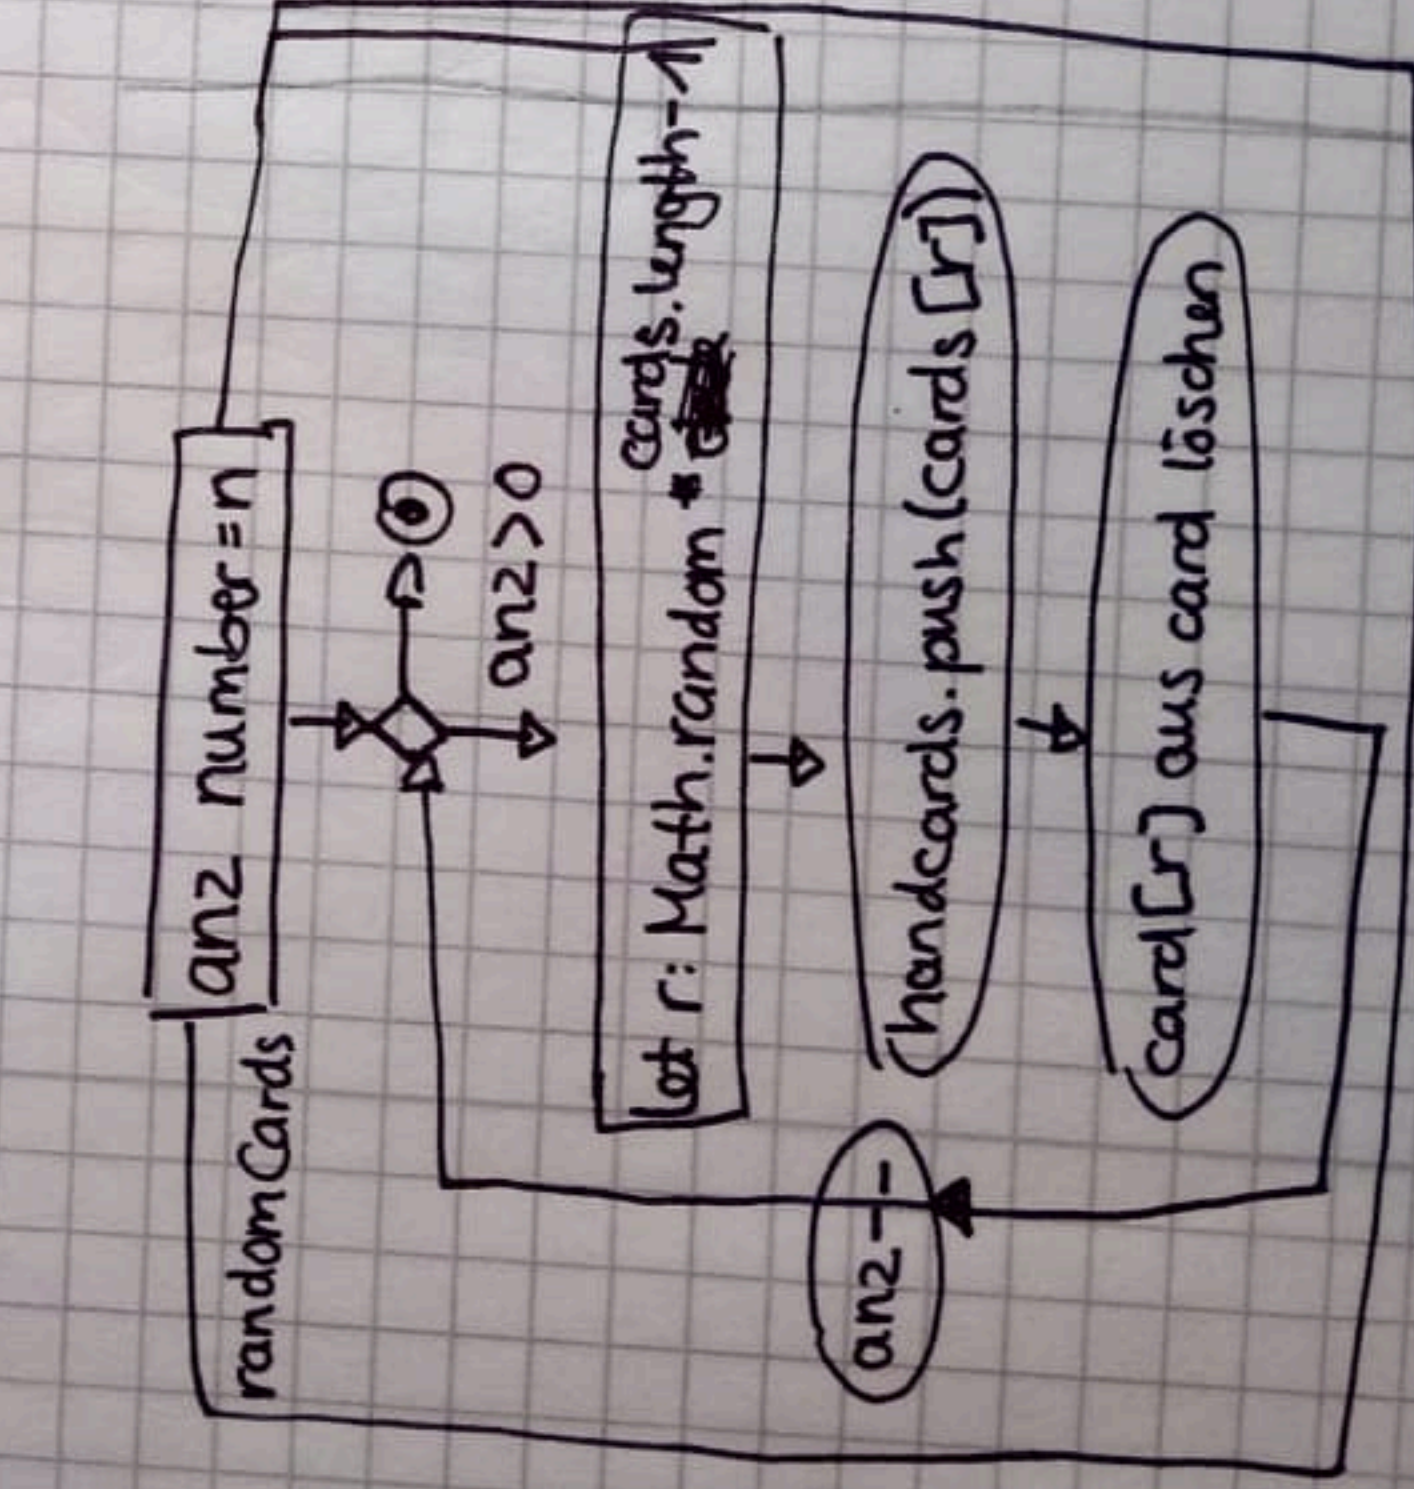 randomCards
anz number=n
anz>0
let r: Math.random * cards.length-1
handcards.push(cards[r])
card[r] aus card löschen
anz--